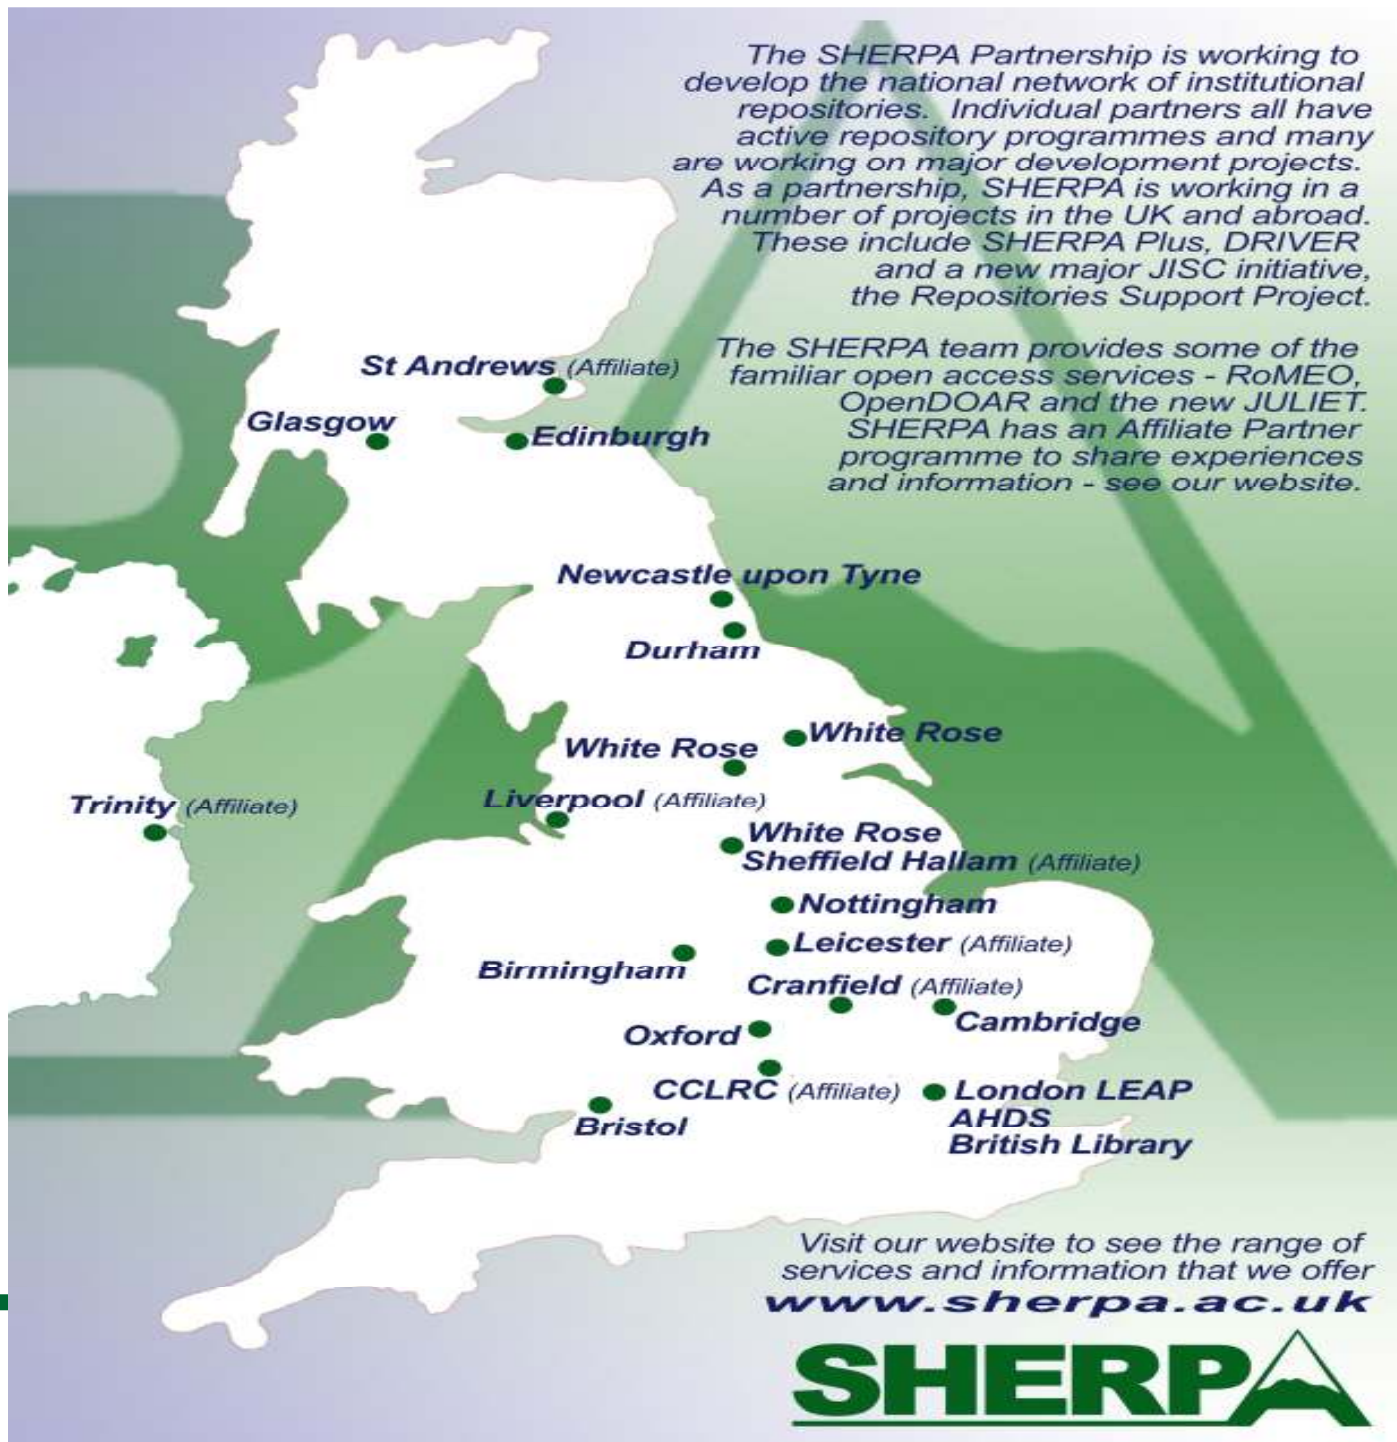 The SHERPA Partnership is working to
develop the national network of institutional
repositories. Individual partners all have
active repository programmes and many
are working on major development projects.
As a partnership, SHERPA is working in a
number of projects in the UK and abroad.
These include SHERPA Plus, DRIVER
and a new major JISC initiative,
the Repositories Support Project.
The SHERPA team provides some of the
familiar open access services - RoMEO,
OpenDOAR and the new JULIET.
SHERPA has an Affiliate Partner
programme to share experiences
and information - see our website.
St Andrews (Affiliate)
Glasgow
Edinburgh
Newcastle upon Tyne
Durham
White Rose
White Rose
Trinity (Affiliate)
Liverpool (Affiliate)
White Rose
Sheffield Hallam (Affiliate)
Nottingham
Leicester (Affiliate)
Birmingham
Cranfield (Affiliate)
Cambridge
Oxford
CCLRC (Affiliate)
London LEAP
AHDS
British Library
Bristol
Visit our website to see the range of
services and information that we offer
www.sherpa.ac.uk
SHERPA